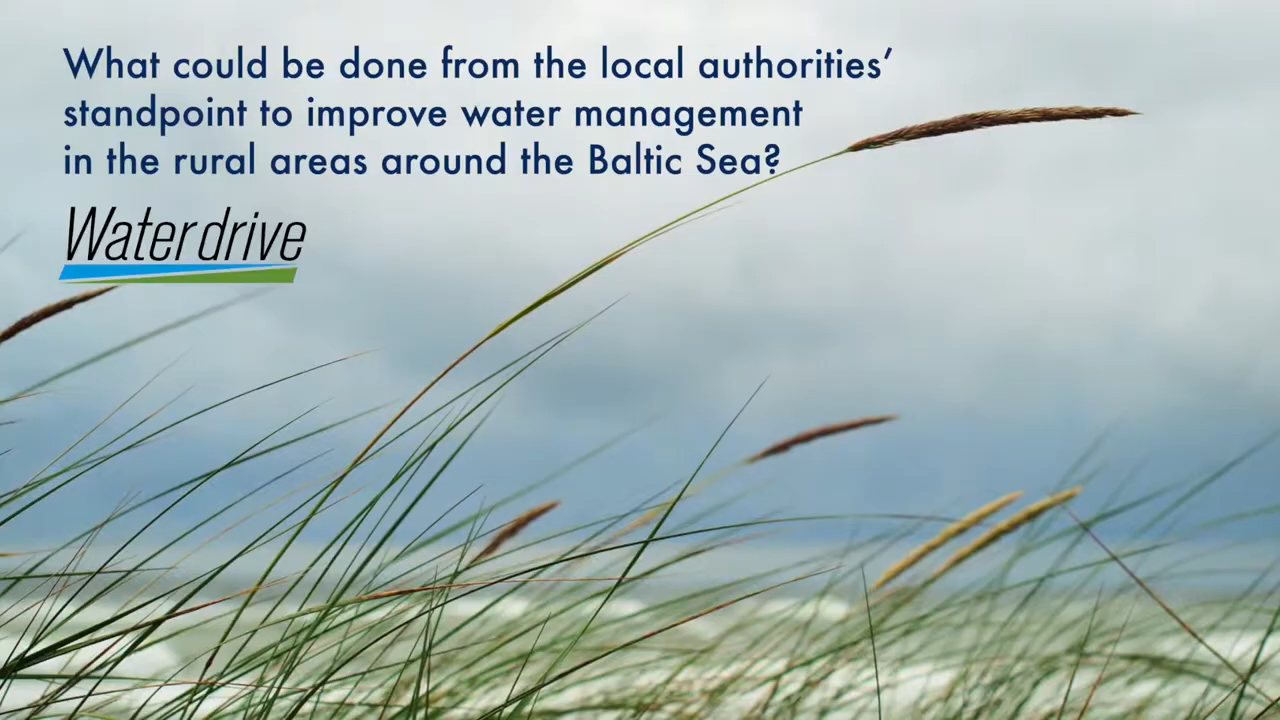 What could be done from the local authorities’
standpoint to improve water management
in the rural areas around the Baltic Sea?
Waterdrive